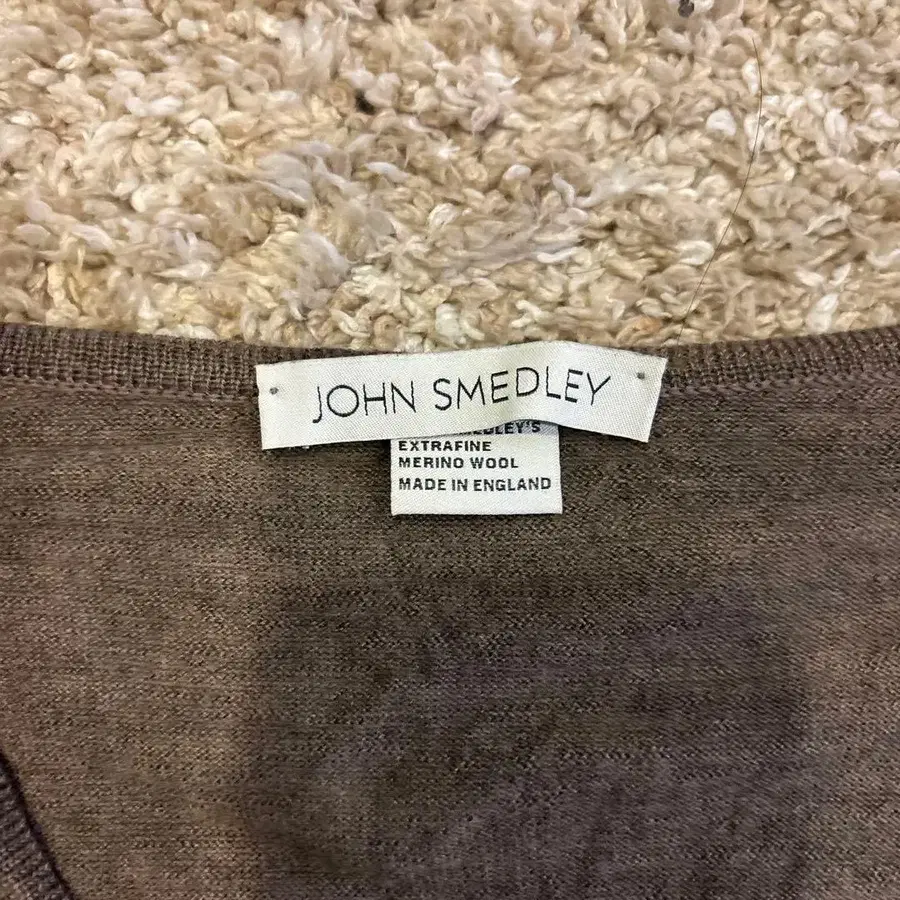 JOHN SMEDLEY
EXTRAFINE
MERINO WOOL
MADE IN ENGLAND